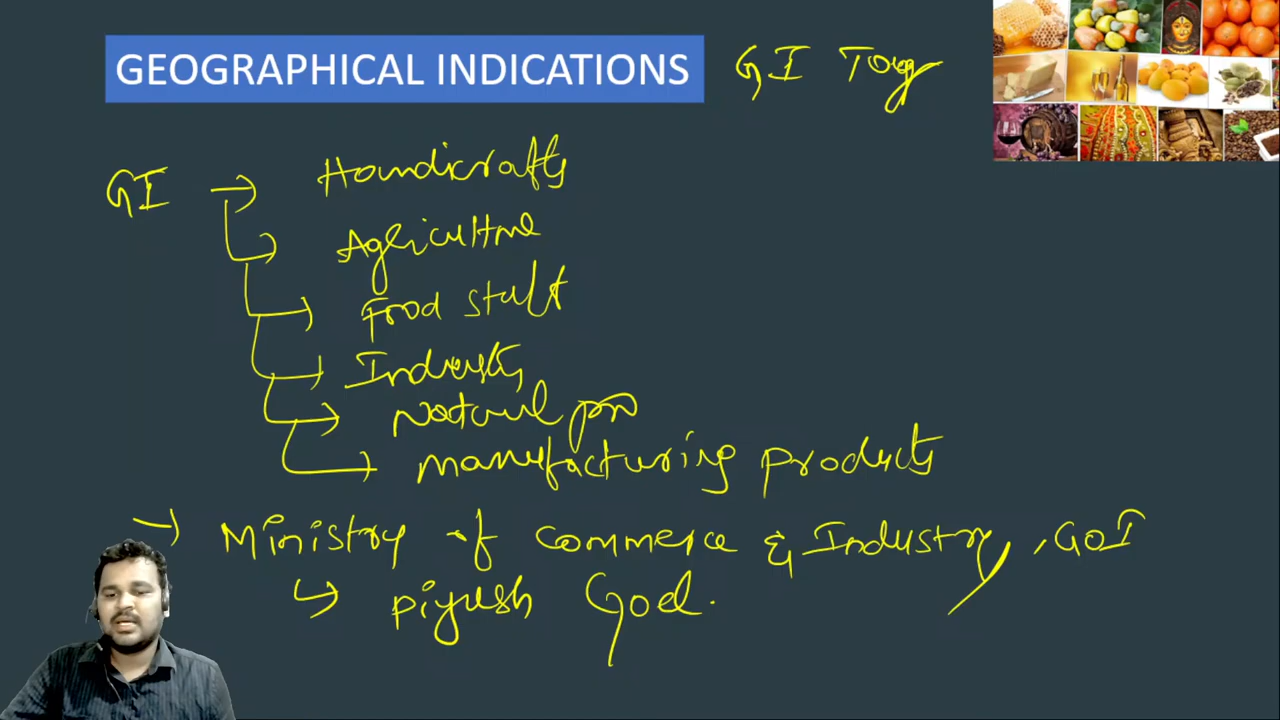 GEOGRAPHICAL INDICATIONS GI Tag
GI → Handicrafts
→ Agriculture
→ Food stuff
→ Industry
→ Natural pro
→ manufacturing products
→ Ministry of commerce & Industry, GOI
↳ piyush Goel.